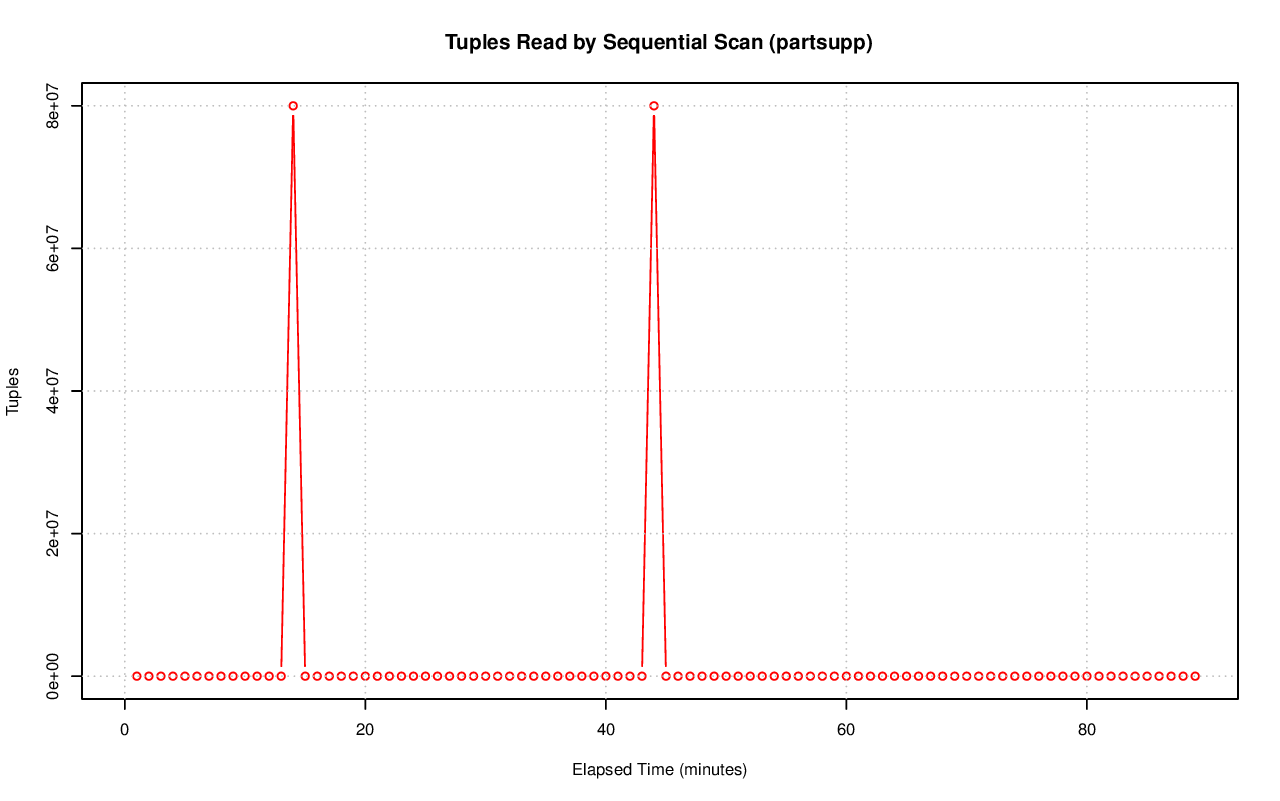 Tuples Read by Sequential Scan (partsupp)
Tuples
8e+07
6e+07
4e+07
2e+07
0e+00
0 20 40 60 80
Elapsed Time (minutes)